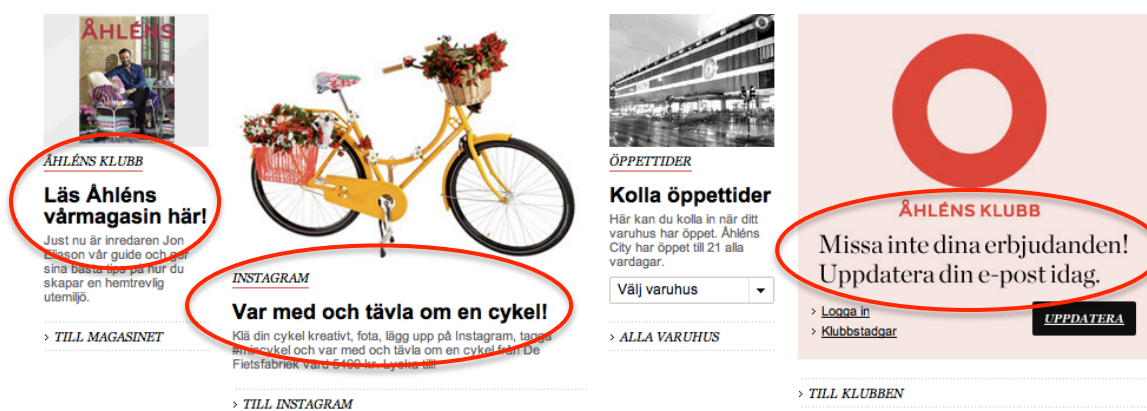 ÅHLÉNS
ÅHLÉNS KLUBB
Läs Åhléns
vårmagasin här!
Just nu är inredaren Jon
Eliason vår guide och ger
sina bästa tips på hur du
skapar en hemtrevlig
utemiljö.
› TILL MAGASINET
INSTAGRAM
Var med och tävla om en cykel!
Klä din cykel kreativt, fota, lägg upp på Instagram, tagga
#mincykel och var med och tävla om en cykel från De
Fietsfabriek värd 5400 kr. Lycka till!
› TILL INSTAGRAM
ÖPPETTIDER
Kolla öppettider
Här kan du kolla in när ditt
varuhus har öppet. Åhléns
City har öppet till 21 alla
vardagar.
Välj varuhus
› ALLA VARUHUS
ÅHLÉNS KLUBB
Missa inte dina erbjudanden!
Uppdatera din e-post idag.
› Logga in
› Klubbstadgar
UPPDATERA
› TILL KLUBBEN